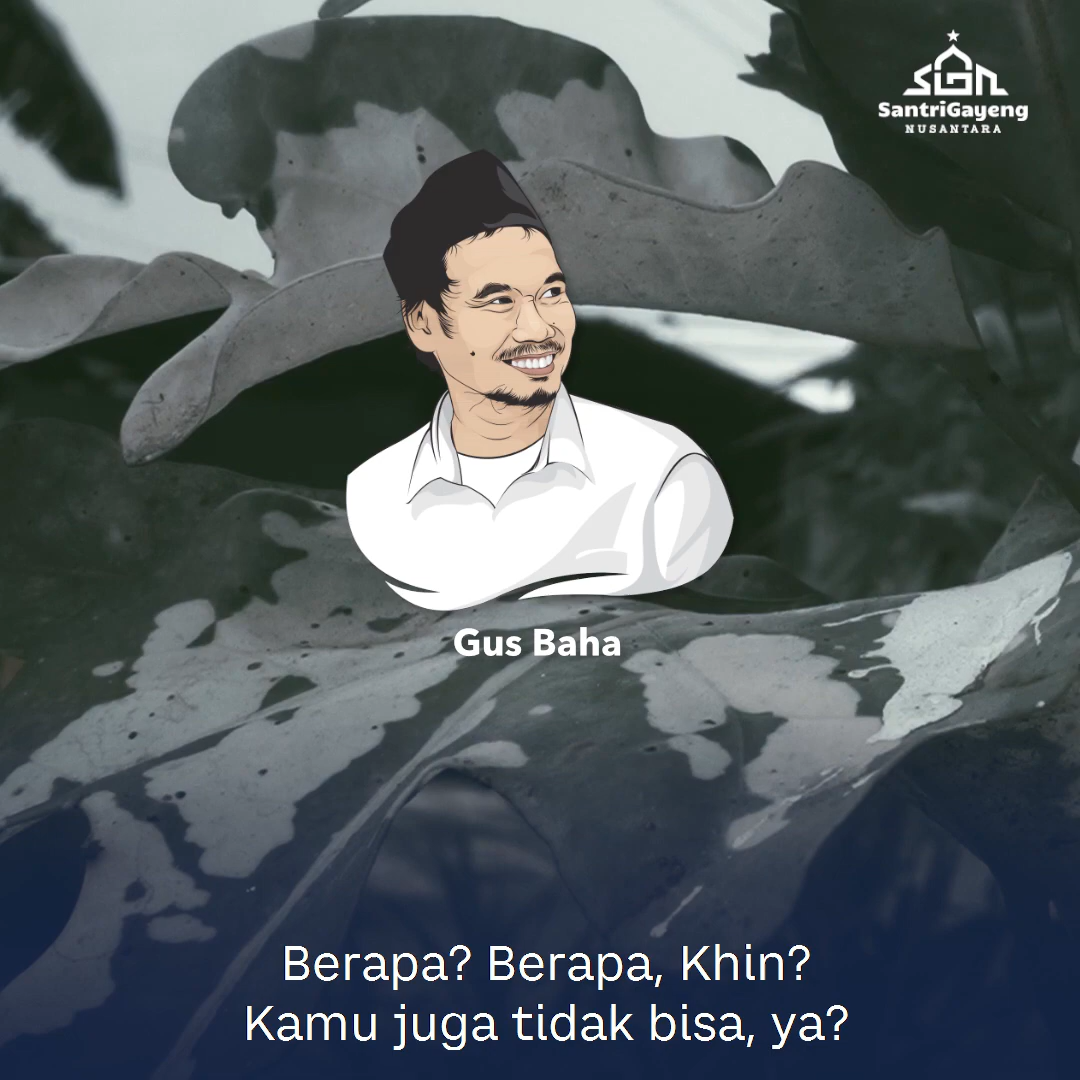 SGN
SantriGayeng
NUSANTARA
Gus Baha
Berapa? Berapa, Khin?
Kamu juga tidak bisa, ya?